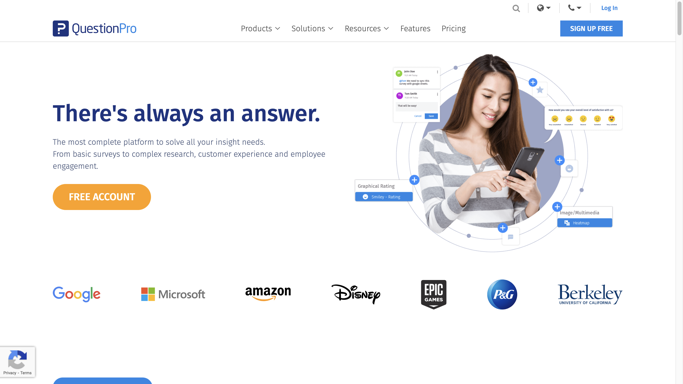 Log In
QuestionPro
Products
Solutions
Resources
Features
Pricing
SIGN UP FREE
There's always an answer.
The most complete platform to solve all your insight needs.
From basic surveys to complex research, customer experience and employee
engagement.
FREE ACCOUNT
Graphical Rating
Smiley - Rating
Image/Multimedia
Heatmap
Google
Microsoft
amazon
Disney
EPIC
GAMES
P&G
Berkeley
UNIVERSITY OF CALIFORNIA
Privacy - Terms